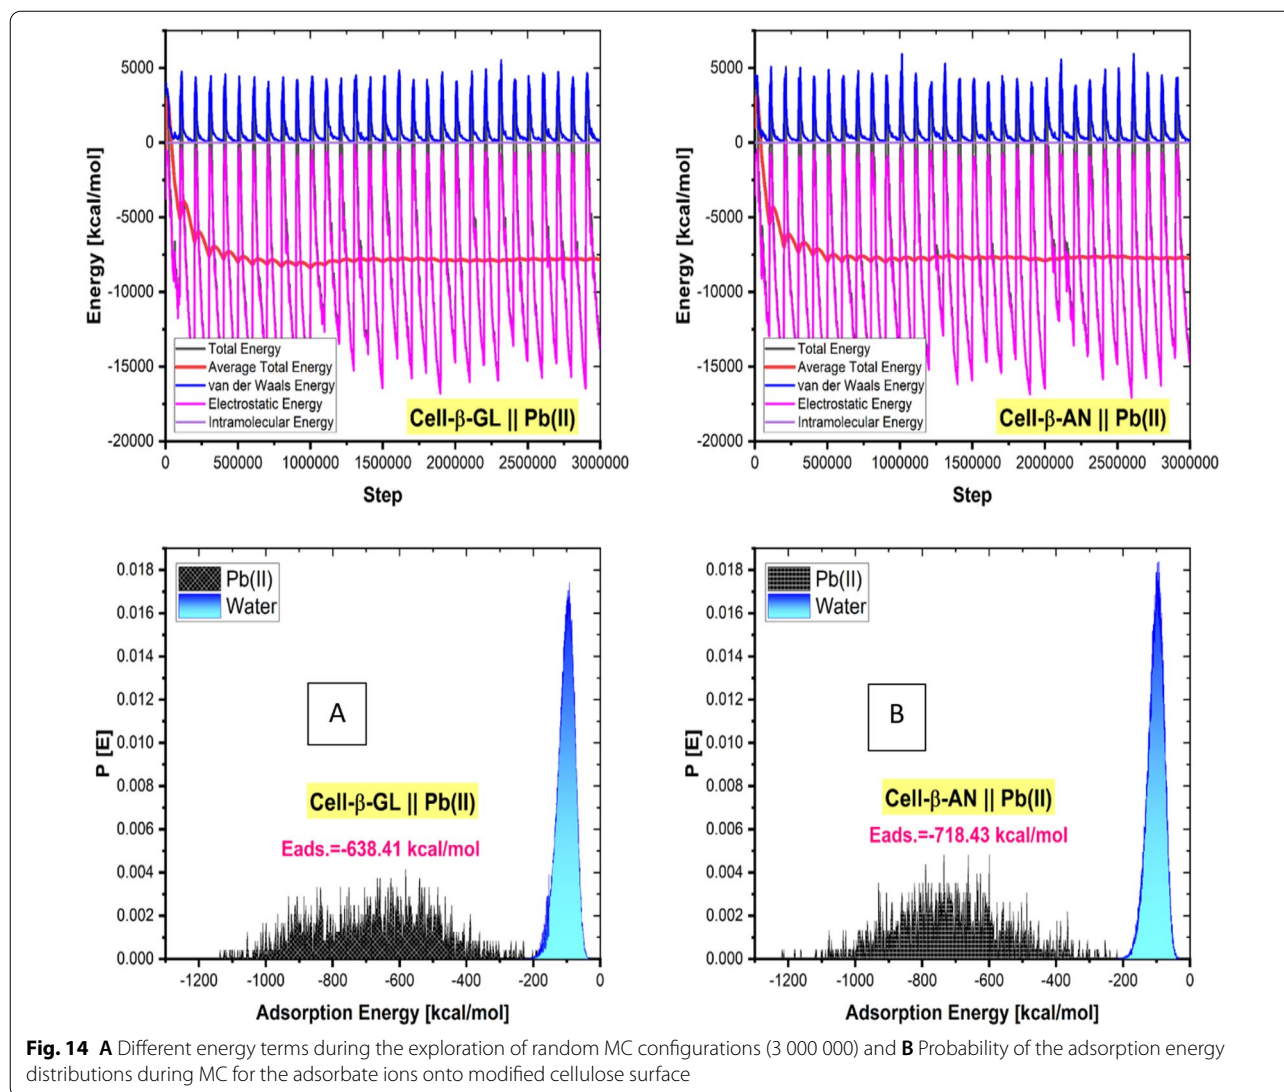 5000
0
-5000
-10000
-15000
-20000
Energy [kcal/mol]
Total Energy
Average Total Energy
van der Waals Energy
Electrostatic Energy
Intramolecular Energy
Cell-β-GL || Pb(II)
0 500000 1000000 1500000 2000000 2500000 3000000
Step
5000
0
-5000
-10000
-15000
-20000
Energy [kcal/mol]
Total Energy
Average Total Energy
van der Waals Energy
Electrostatic Energy
Intramolecular Energy
Cell-β-AN || Pb(II)
0 500000 1000000 1500000 2000000 2500000 3000000
Step
0.018
0.016
0.014
0.012
0.010
0.008
0.006
0.004
0.002
0.000
P [E]
Pb(II)
Water
A
Cell-β-GL || Pb(II)
Eads.=-638.41 kcal/mol
-1200 -1000 -800 -600 -400 -200 0
Adsorption Energy [kcal/mol]
0.018
0.016
0.014
0.012
0.010
0.008
0.006
0.004
0.002
0.000
P [E]
Pb(II)
Water
B
Cell-β-AN || Pb(II)
Eads.=-718.43 kcal/mol
-1200 -1000 -800 -600 -400 -200 0
Adsorption Energy [kcal/mol]
Fig. 14 A Different energy terms during the exploration of random MC configurations (3 000 000) and B Probability of the adsorption energy
distributions during MC for the adsorbate ions onto modified cellulose surface